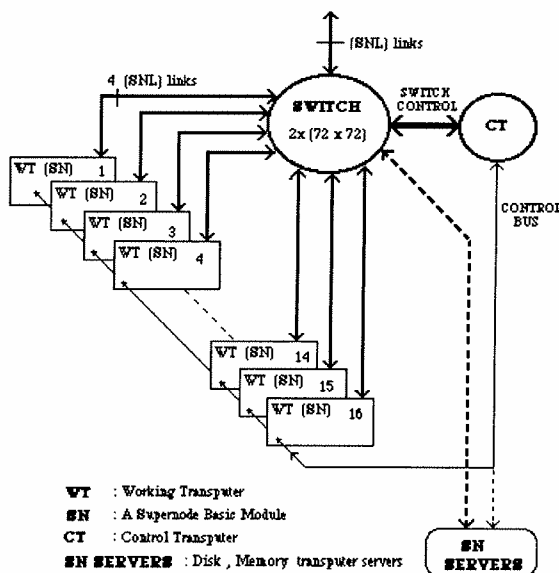 (SNL) links
4 (SNL) links
SWITCH
2x (72 x 72)
SWITCH
CONTROL
CT
WT (SN) 1
WT (SN) 2
WT (SN) 3
WT (SN) 4
CONTROL
BUS
WT (SN) 14
WT (SN) 15
WT (SN) 16
WT : Working Transputer
SN : A Supernode Basic Module
CT : Control Transputer
SN SERVERS : Disk , Memory transputer servers
SN
SERVERS